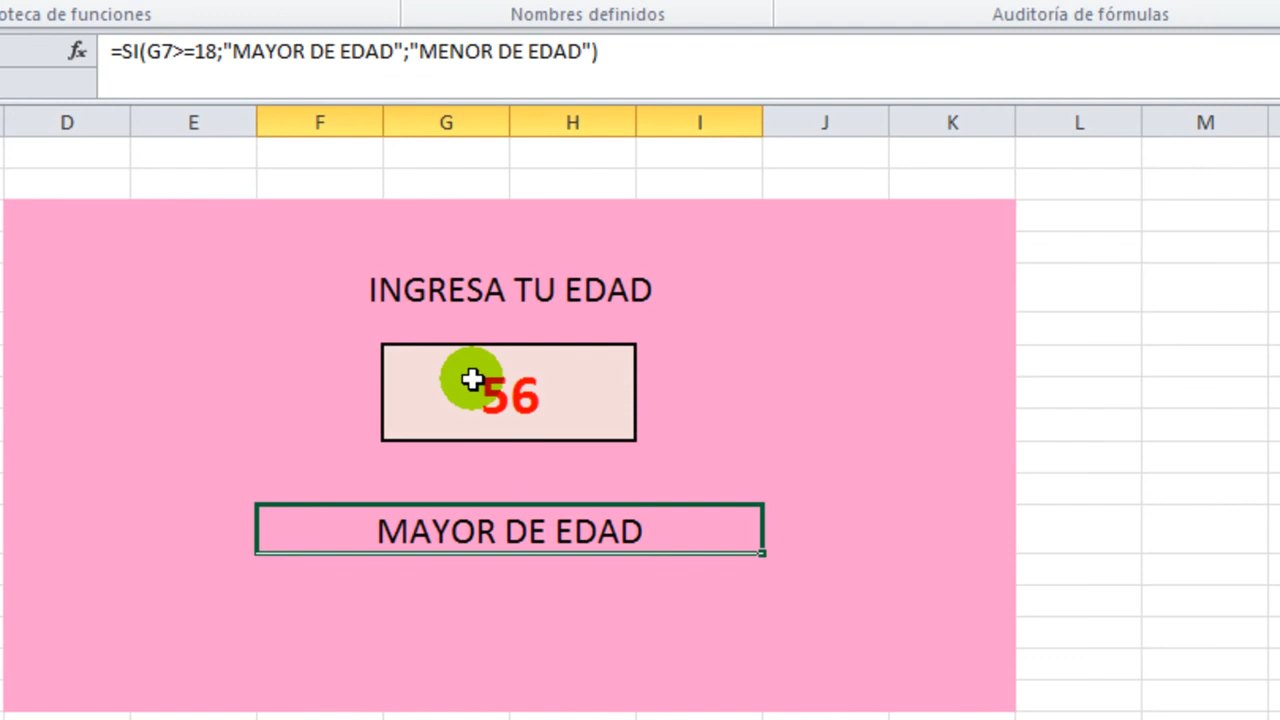 oteca de funciones Nombres definidos Auditoría de fórmulas
fx =SI(G7>=18;"MAYOR DE EDAD";"MENOR DE EDAD")
D E F G H I J K L M
INGRESA TU EDAD
56
MAYOR DE EDAD